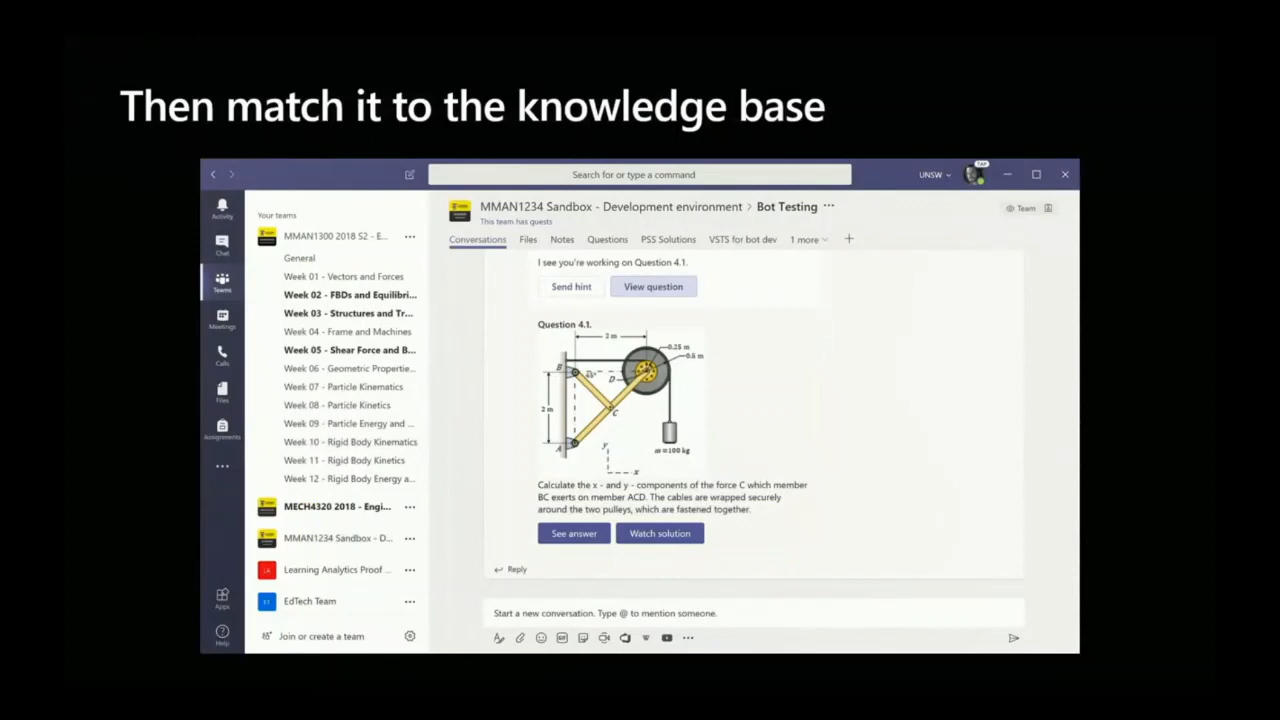 Then match it to the knowledge base
Search for or type a command
UNSW
TAP
Activity
Chat
Teams
Meetings
Calls
Files
Assignments
Apps
Help
Your teams
MMAN1300 2018 S2 - E...
General
Week 01 - Vectors and Forces
Week 02 - FBDs and Equilibri...
Week 03 - Structures and Tr...
Week 04 - Frame and Machines
Week 05 - Shear Force and B...
Week 06 - Geometric Propertie...
Week 07 - Particle Kinematics
Week 08 - Particle Kinetics
Week 09 - Particle Energy and ...
Week 10 - Rigid Body Kinematics
Week 11 - Rigid Body Kinetics
Week 12 - Rigid Body Energy a...
MECH4320 2018 - Engi...
MMAN1234 Sandbox - D...
LA
Learning Analytics Proof ...
ET
EdTech Team
Join or create a team
MMAN1234 Sandbox - Development environment > Bot Testing
This team has guests
Team
Conversations Files Notes Questions PSS Solutions VSTS for bot dev 1 more
I see you're working on Question 4.1.
Send hint View question
Question 4.1.
2 m
0.25 m
0.5 m
B
45°
D
2 m
C
A
y
x
m = 100 kg
Calculate the x - and y - components of the force C which member
BC exerts on member ACD. The cables are wrapped securely
around the two pulleys, which are fastened together.
See answer Watch solution
Reply
Start a new conversation. Type @ to mention someone.
GIF